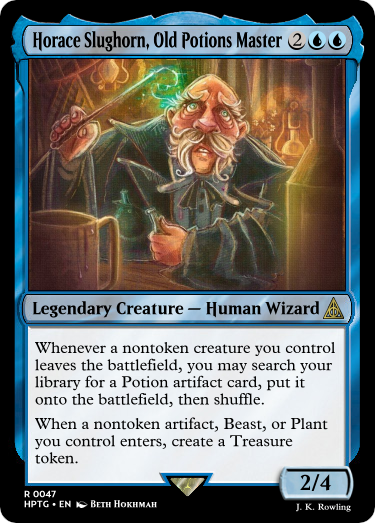 Horace Slughorn, Old Potions Master 2
Legendary Creature — Human Wizard
Whenever a nontoken creature you control
leaves the battlefield, you may search your
library for a Potion artifact card, put it
onto the battlefield, then shuffle.
When a nontoken artifact, Beast, or Plant
you control enters, create a Treasure
token.
2/4
R 0047
HPTG • EN Beth Hokhmah
J. K. Rowling